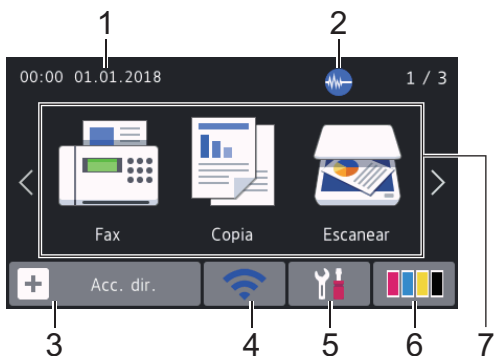 1 2
00:00 01.01.2018 1 / 3
Fax Copia Escanear
Acc. dir.
3 4 5 6 7